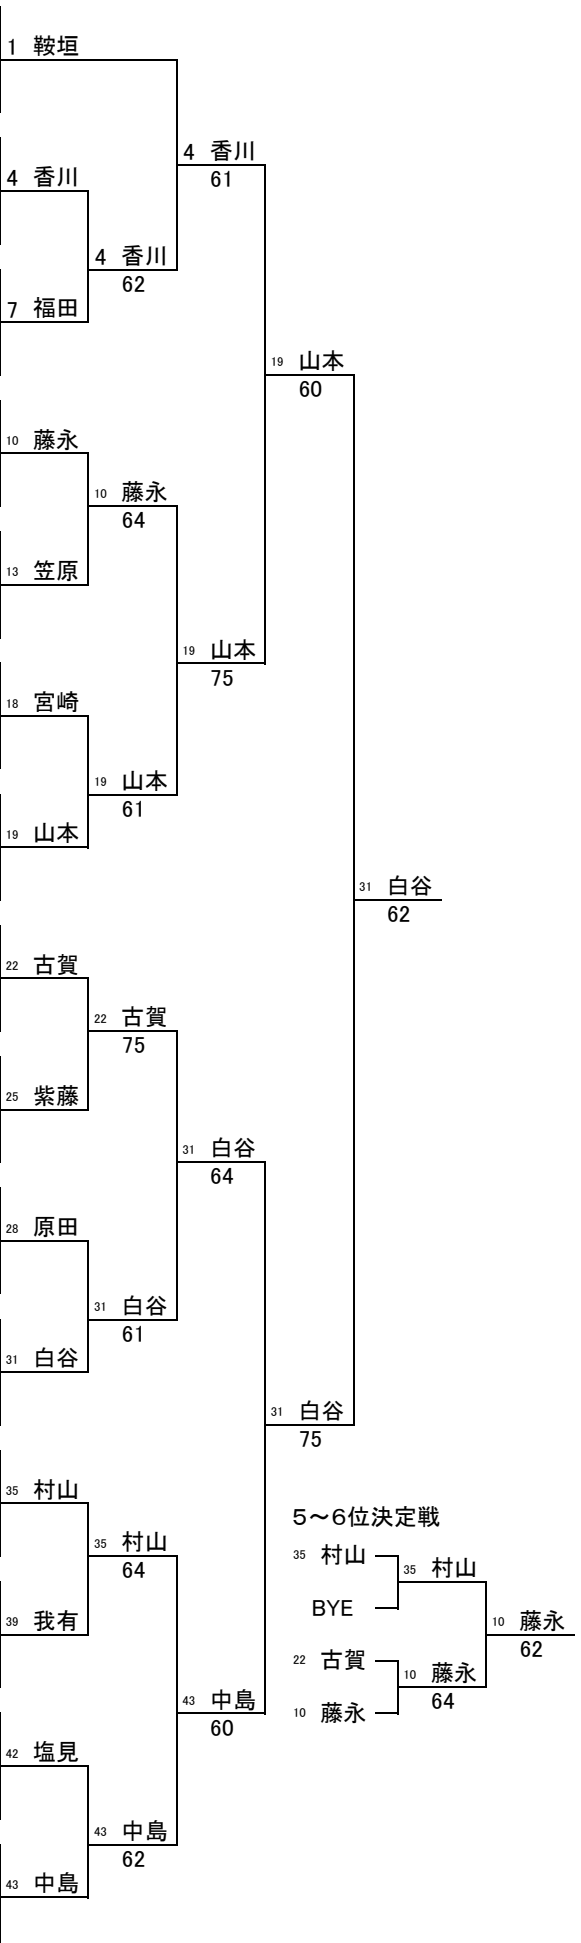 1 鞍垣
4 香川
61
4 香川
4 香川
62
7 福田
19 山本
60
10 藤永
10 藤永
64
13 笠原
19 山本
75
18 宮崎
19 山本
61
19 山本
31 白谷
62
22 古賀
22 古賀
75
25 紫藤
31 白谷
64
28 原田
31 白谷
61
31 白谷
31 白谷
75
35 村山
35 村山
64
39 我有
43 中島
60
42 塩見
43 中島
62
43 中島
５～６位決定戦
35 村山
35 村山
BYE
10 藤永
62
22 古賀
10 藤永
64
10 藤永